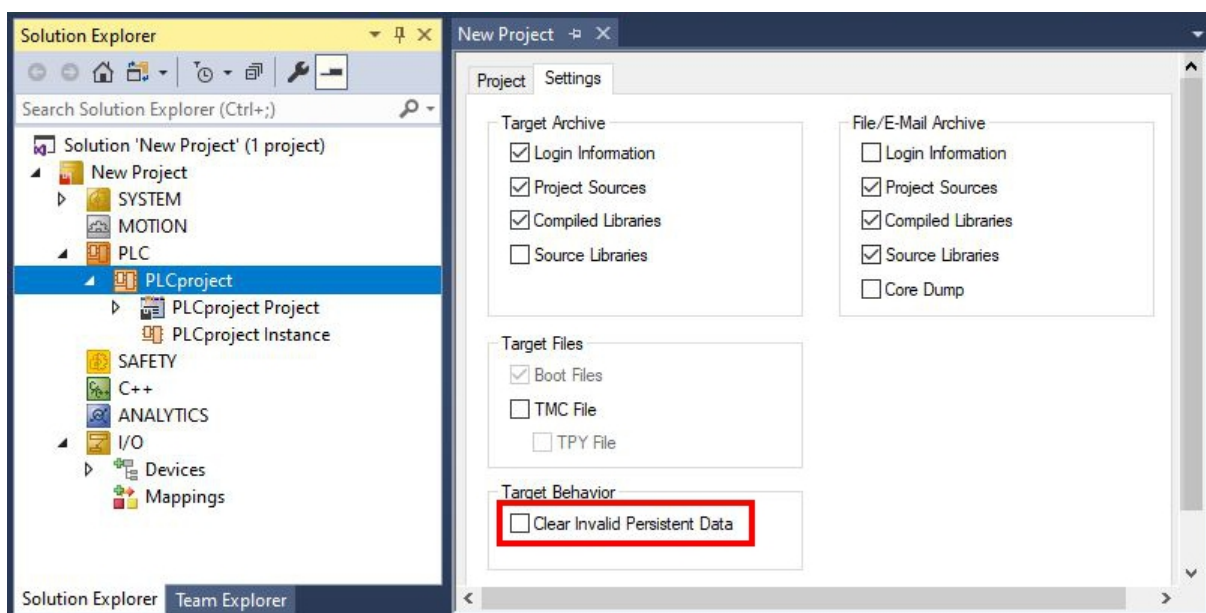 Solution Explorer
Search Solution Explorer (Ctrl+;)
Solution 'New Project' (1 project)
New Project
SYSTEM
MOTION
PLC
PLCproject
PLCproject Project
PLCproject Instance
SAFETY
C++
ANALYTICS
I/O
Devices
Mappings
Solution Explorer Team Explorer
New Project
Project Settings
Target Archive
Login Information
Project Sources
Compiled Libraries
Source Libraries
File/E-Mail Archive
Login Information
Project Sources
Compiled Libraries
Source Libraries
Core Dump
Target Files
Boot Files
TMC File
TPY File
Target Behavior
Clear Invalid Persistent Data